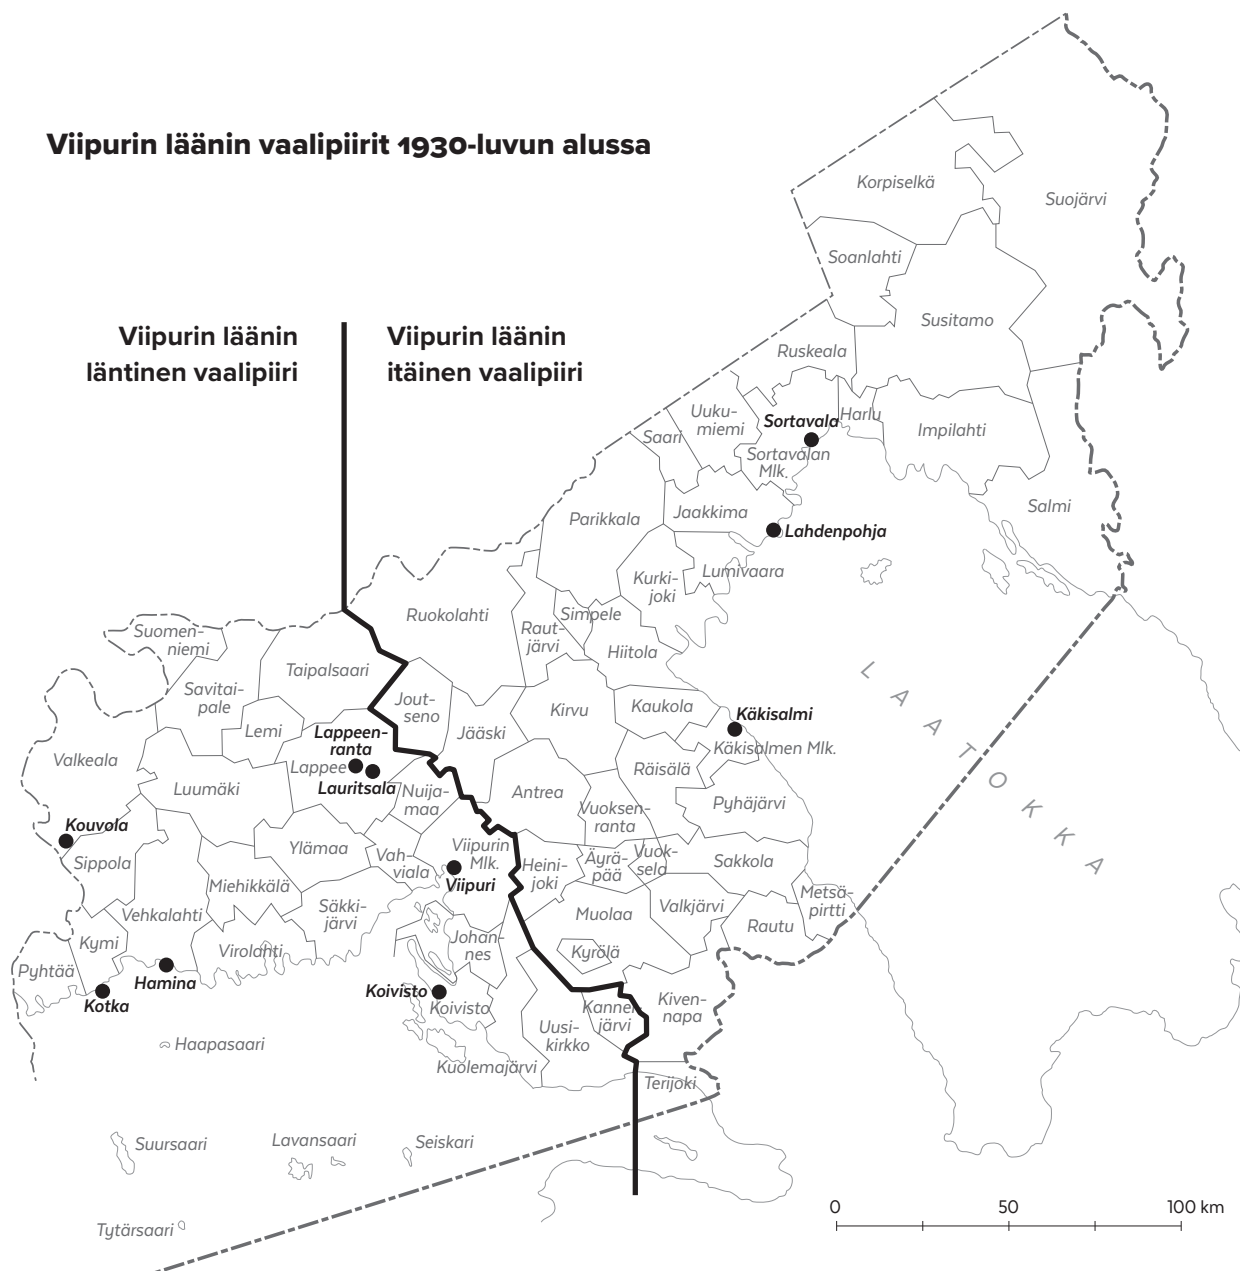 Viipurin läänin vaalipiirit 1930-luvun alussa
Viipurin läänin
läntinen vaalipiiri
Viipurin läänin
itäinen vaalipiiri
Korpiselkä
Suojärvi
Soanlahti
Susitamo
Ruskeala
Uuku-
niemi
Saari
Sortavala
Harlu
Impilahti
Sortavalan
Mlk.
Salmi
Parikkala
Jaakkima
Lahdenpohja
Lumivaara
Kurki-
joki
Simpele
Ruokolahti
Raut-
järvi
Hiitola
Suomen-
niemi
Taipalsaari
Savitai-
pale
Lemi
Jout-
seno
Jääski
Kirvu
Kaukola
Käkisalmi
Käkisalmen Mlk.
Lappeen-
ranta
Lappee
Lauritsala
Nuija-
maa
Valkeala
Luumäki
Antrea
Räisälä
Vuoksen-
ranta
Pyhäjärvi
Kouvola
Sippola
Ylämaa
Vah-
viala
Viipurin
Mlk.
Viipuri
Heini-
joki
Äyrä-
pää
Vuok-
sela
Sakkola
Miehikkälä
Säkki-
järvi
Vehkalahti
Virolahti
Kymi
Pyhtää
Hamina
Kotka
Johan-
nes
Muolaa
Kyrölä
Valkjärvi
Rautu
Metsä-
pirtti
Koivisto
Koivisto
Kuolemajärvi
Uusi-
kirkko
Kannel-
järvi
Kiven-
napa
Terijoki
LAATOKKA
Haapasaari
Suursaari
Lavansaari
Seiskari
Tytärsaari
0 50 100 km